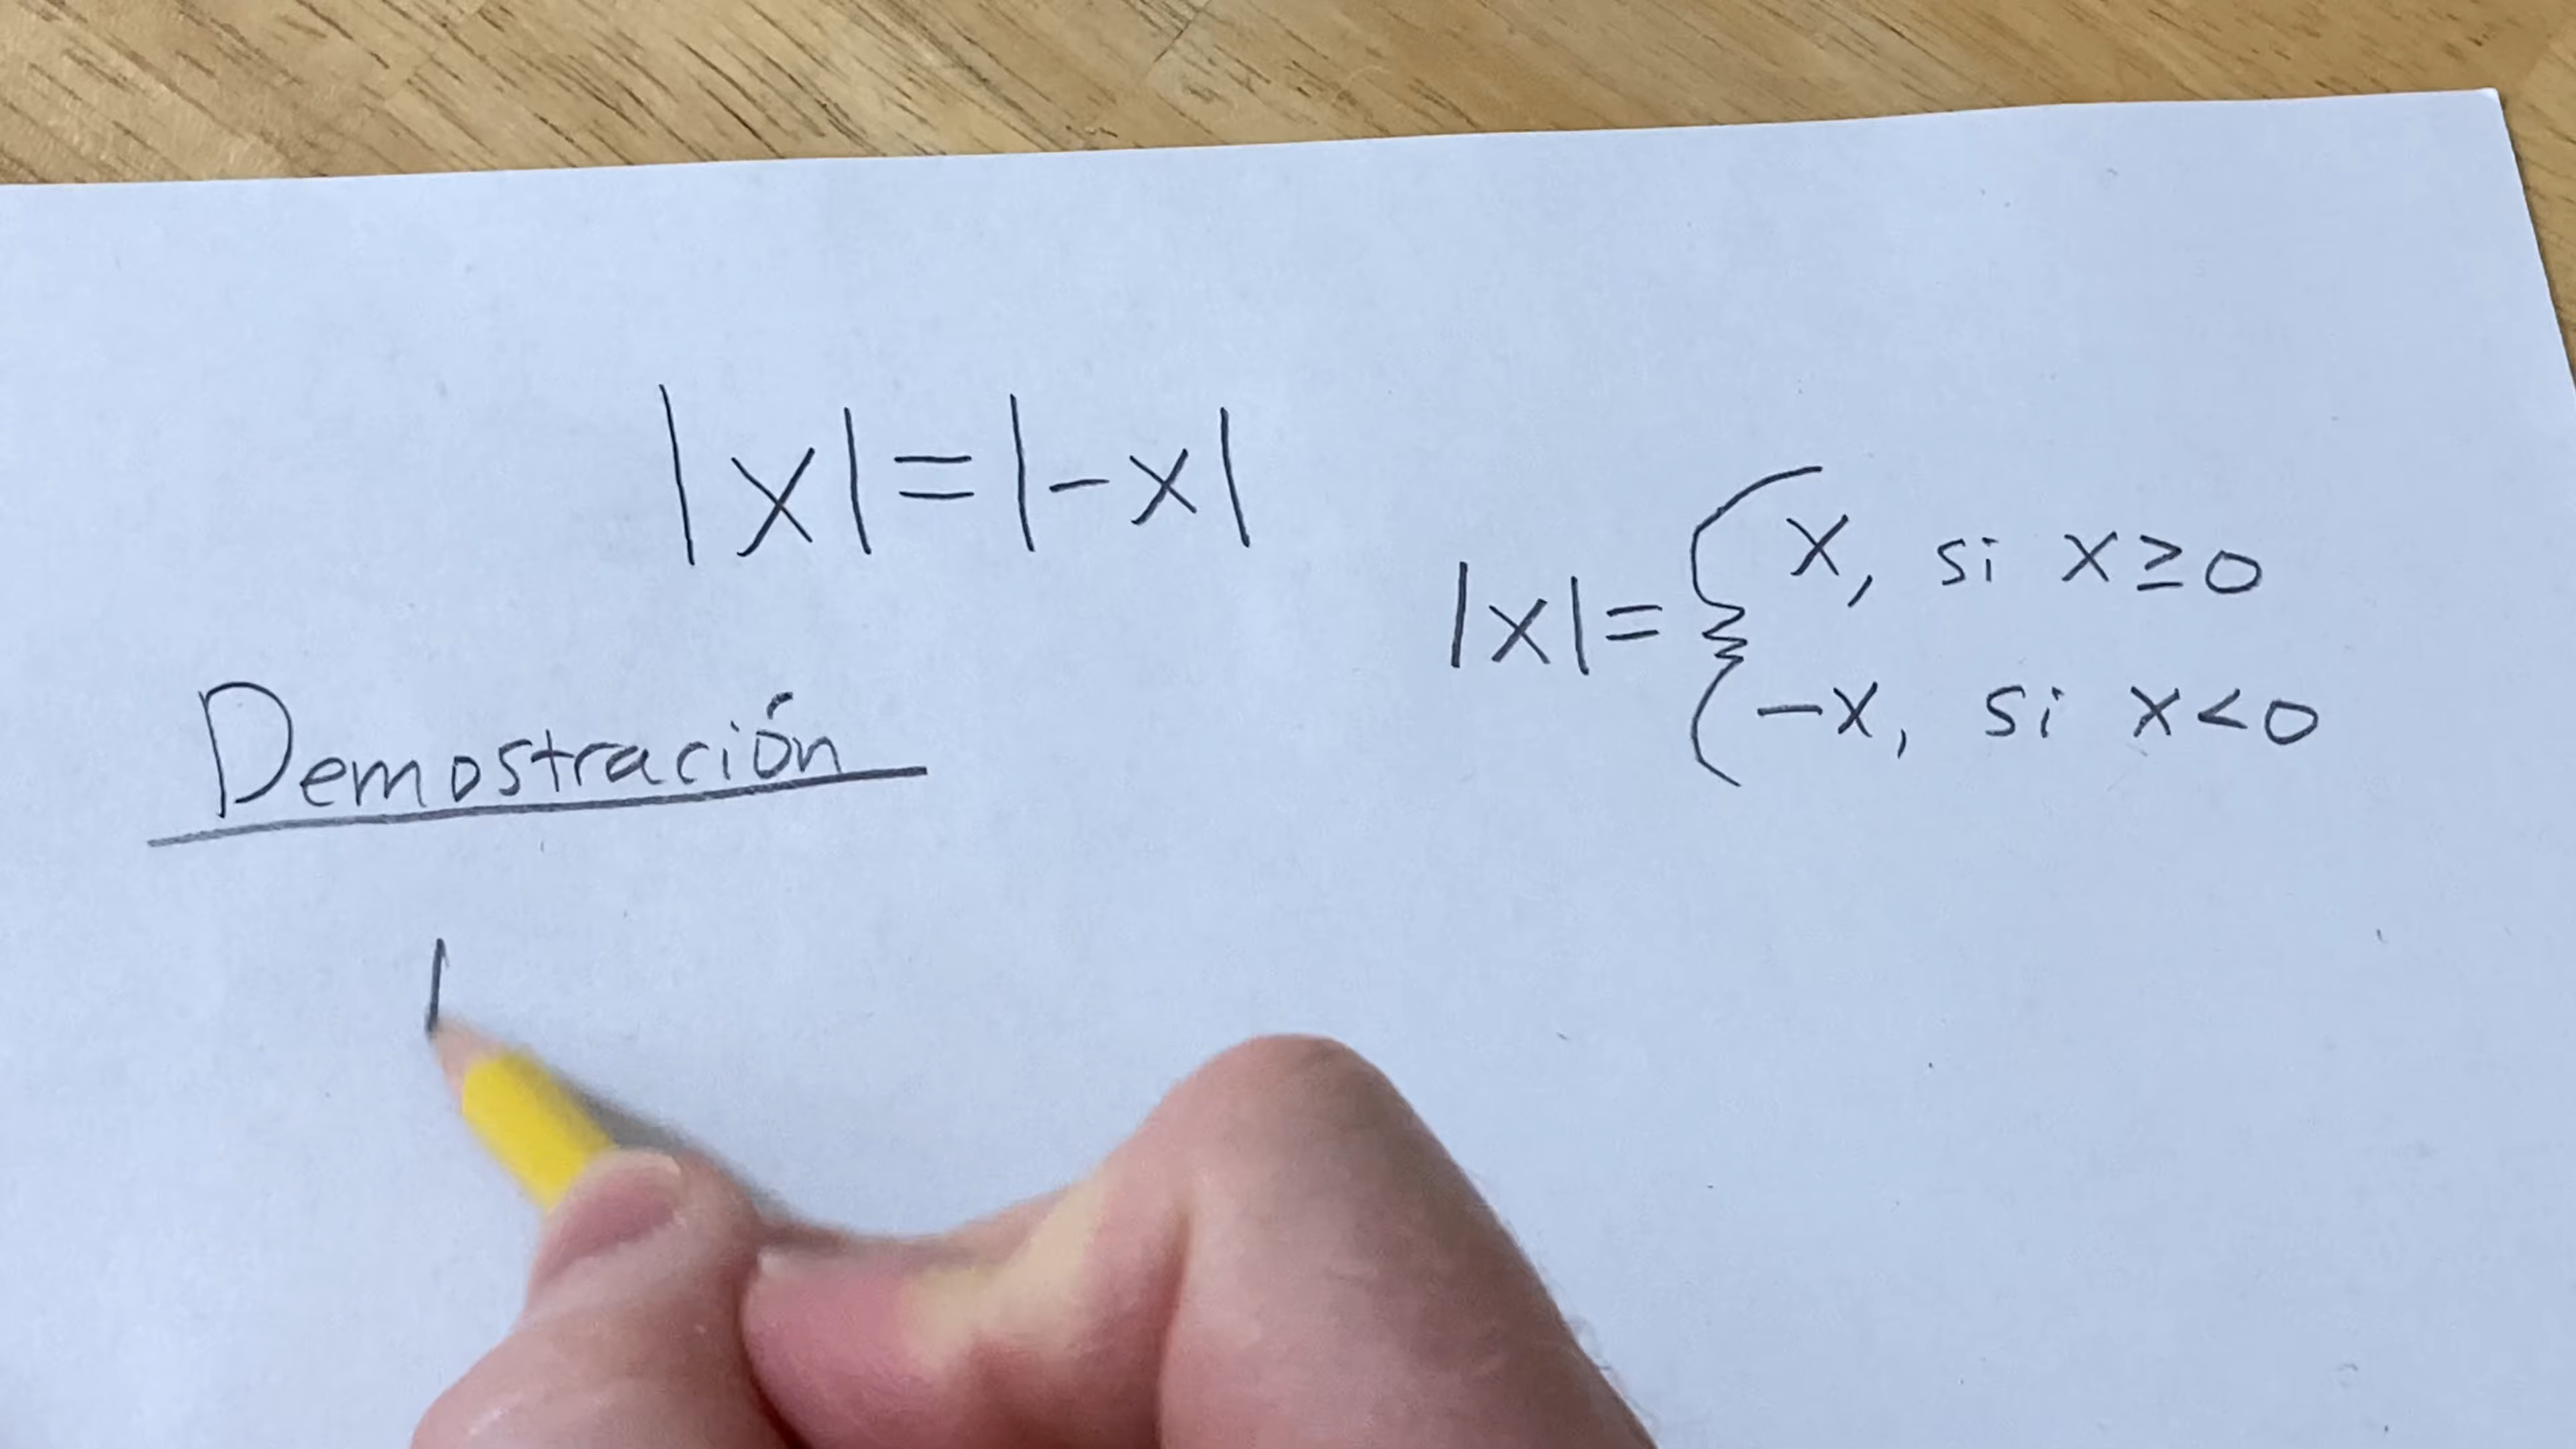 |x|=|-x|
|x|= { x, si x≥0
-x, si x<0
Demostración